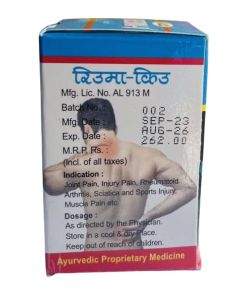 रिउमा-किउ
Mfg. Lic. No. AL 913 M
Batch No.: 002
Mfg. Date : SEP-23
Exp. Date : AUG-26
M.R.P. Rs. : 262.00
(Incl. of all taxes)
Indication :
Joint Pain, Injury Pain, Rheumatoid
Arthritis, Sciatica and Sports Injury,
Muscle Pain etc
Dosage :
As directed by the Physician.
Store in a cool & dry Place.
Keep out of reach of children.
Ayurvedic Proprietary Medicine